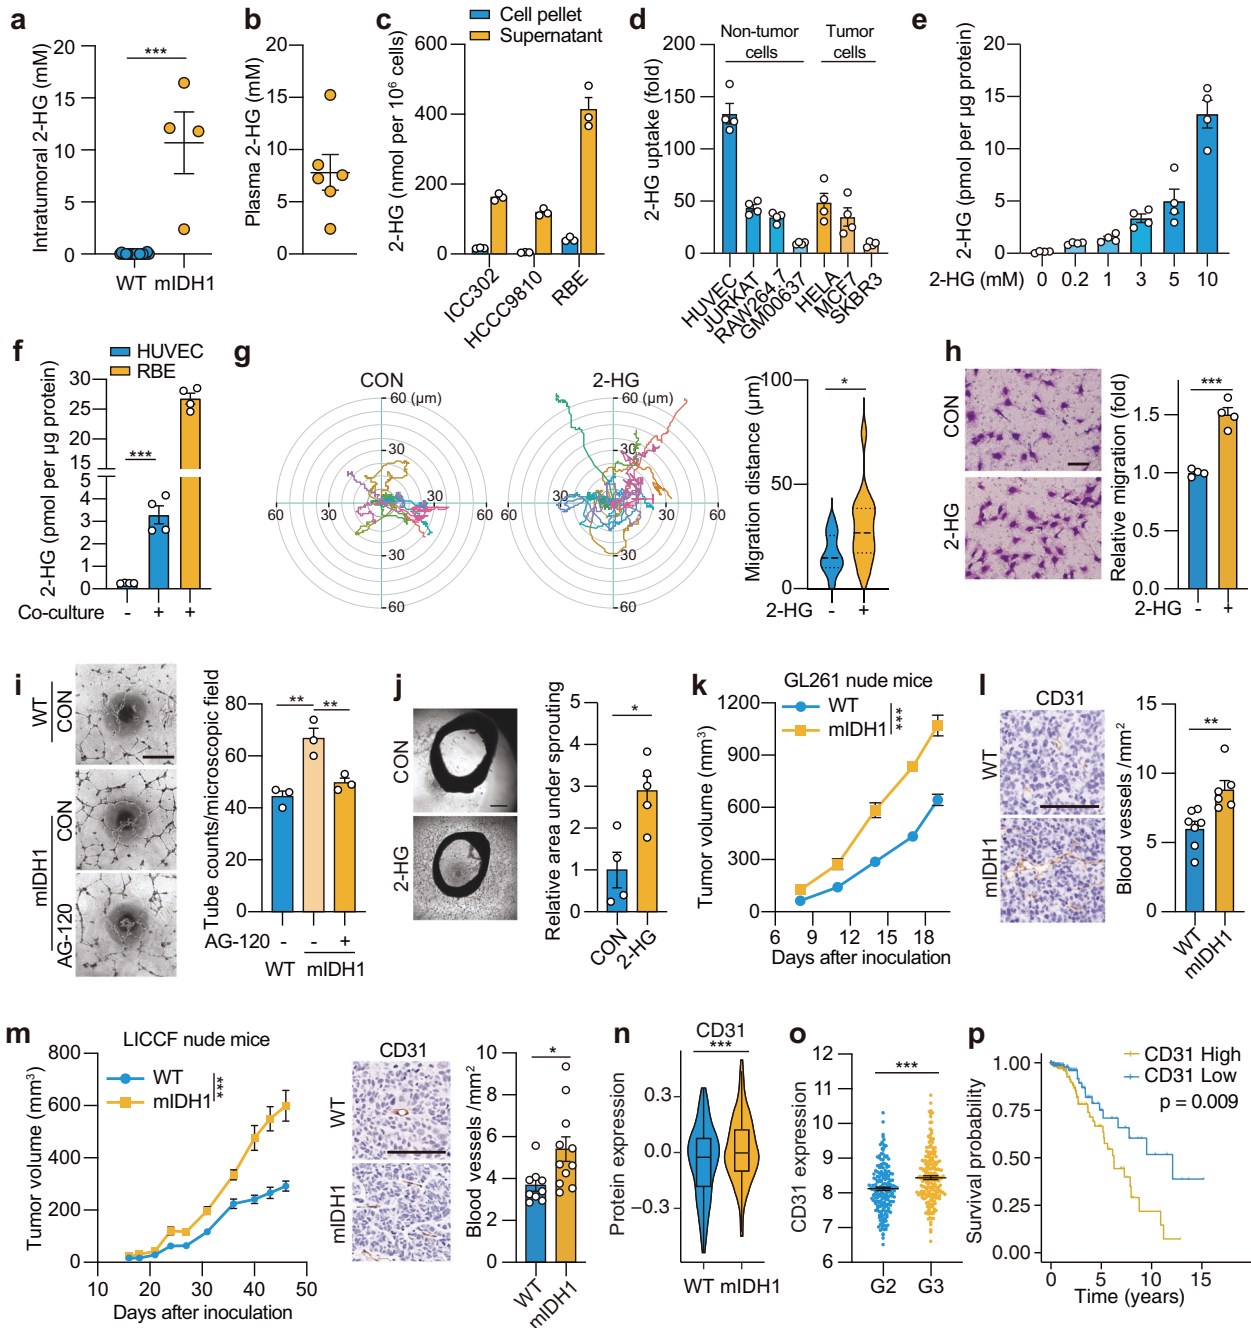 a
Intratumoral 2-HG (mM)
20
15
10
5
0
***
WT mIDH1
b
Plasma 2-HG (mM)
20
15
10
5
0
c
Cell pellet
Supernatant
2-HG (nmol per 10⁶ cells)
600
400
200
0
ICC302
HCCC9810
RBE
d
Non-tumor cells
Tumor cells
2-HG uptake (fold)
200
150
100
50
0
HUVEC
JURKAT
RAW264.7
GM00637
HELA
MCF7
SKBR3
e
2-HG (pmol per µg protein)
20
15
10
5
0
2-HG (mM) 0 0.2 1 3 5 10
f
HUVEC
RBE
2-HG (pmol per µg protein)
30
25
20
15
4
3
2
1
0
***
Co-culture - + +
g
CON
60 (µm)
30
60 30 60
30
60
2-HG
60 (µm)
30
60 30 60
30
60
Migration distance (µm)
100
50
0
*
2-HG - +
h
CON
2-HG
Relative migration (fold)
1.5
1.0
0.5
0.0
***
2-HG - +
i
WT
CON
mIDH1
CON
AG-120
Tube counts/microscopic field
80
60
40
20
0
** **
AG-120 - - +
WT mIDH1
j
CON
2-HG
Relative area under sprouting
5
4
3
2
1
0
*
CON
2-HG
k
GL261 nude mice
WT
mIDH1
***
Tumor volume (mm³)
1200
900
600
300
0
6 9 12 15 18
Days after inoculation
l
CD31
WT
mIDH1
Blood vessels /mm²
15
10
5
0
**
WT
mIDH1
m
LICCF nude mice
WT
mIDH1
***
Tumor volume (mm³)
800
600
400
200
0
10 20 30 40 50
Days after inoculation
CD31
WT
mIDH1
Blood vessels /mm²
10
8
6
4
2
0
*
WT
mIDH1
n
CD31
***
Protein expression
0.3
0.0
−0.3
WT mIDH1
o
CD31 expression
12
11
10
9
8
7
6
***
G2 G3
p
CD31 High
CD31 Low
p = 0.009
Survival probability
1.00
0.75
0.50
0.25
0.00
0 5 10 15
Time (years)